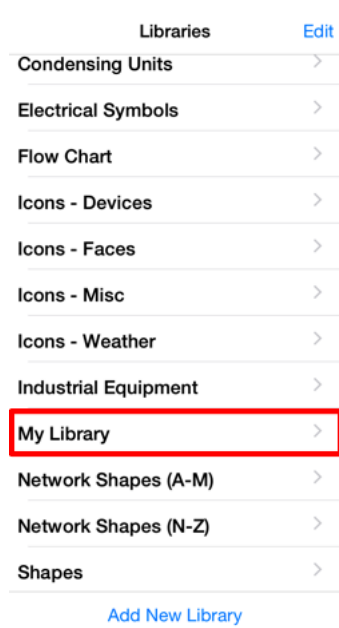 Libraries
Edit
Condensing Units
Electrical Symbols
Flow Chart
Icons - Devices
Icons - Faces
Icons - Misc
Icons - Weather
Industrial Equipment
My Library
Network Shapes (A-M)
Network Shapes (N-Z)
Shapes
Add New Library